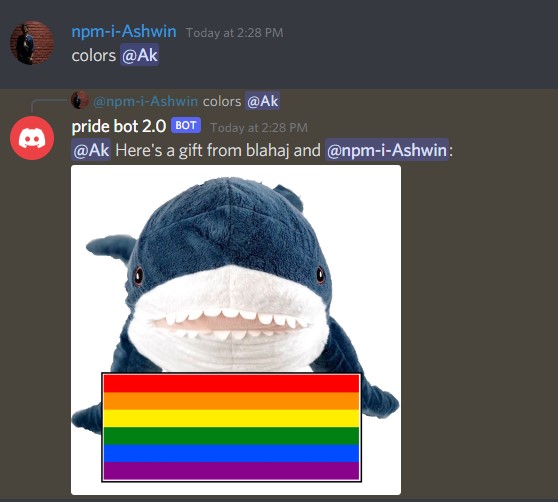 npm-i-Ashwin Today at 2:28 PM
colors @Ak
@npm-i-Ashwin colors @Ak
pride bot 2.0 BOT Today at 2:28 PM
@Ak Here's a gift from blahaj and @npm-i-Ashwin: